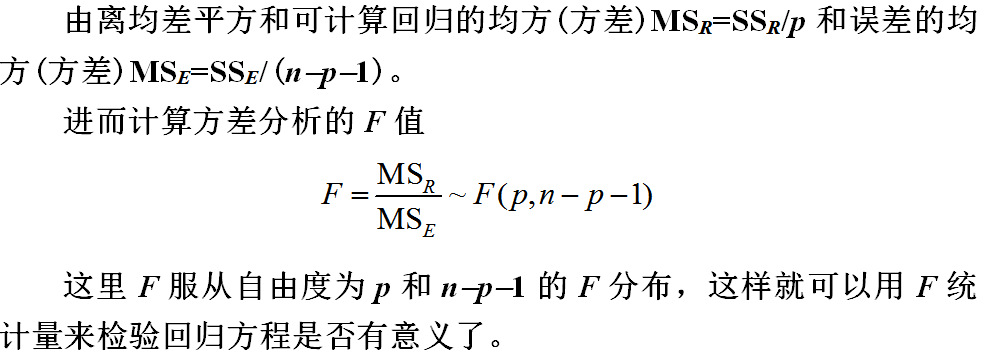 由离均差平方和可计算回归的均方(方差)MS_R=SS_R/p 和误差的均
方(方差)MS_E=SS_E/(n−p−1)。
进而计算方差分析的 F 值
F = MS_R / MS_E ~ F(p,n − p −1)
这里 F 服从自由度为 p 和 n−p−1 的 F 分布，这样就可以用 F 统
计量来检验回归方程是否有意义了。